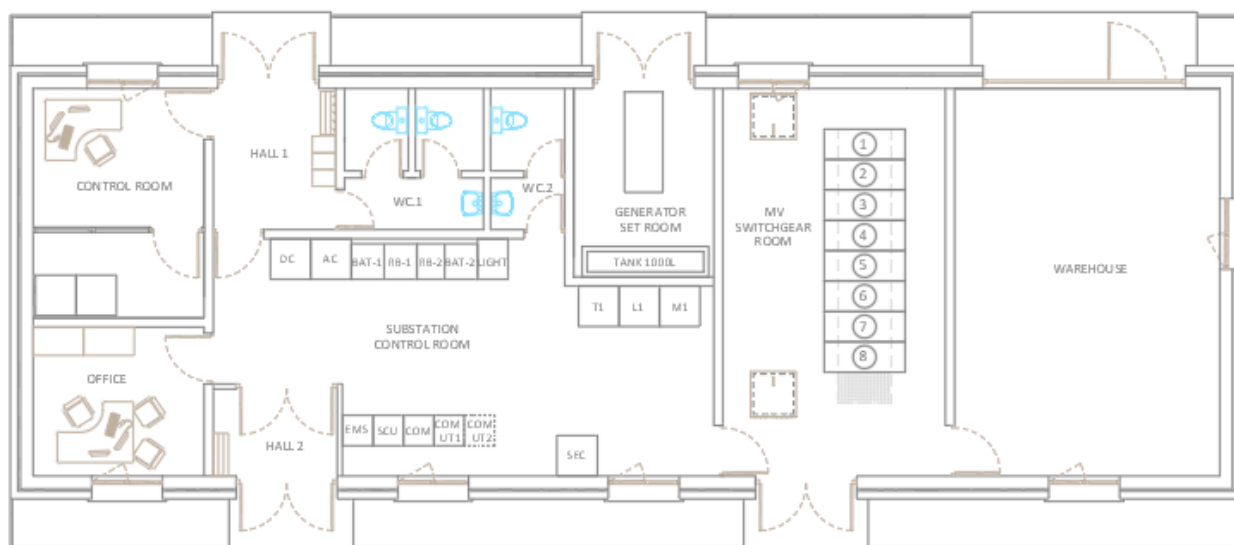 HALL 1
CONTROL ROOM
WC.1
WC.2
GENERATOR
SET ROOM
TANK 1000L
MV
SWITCHGEAR
ROOM
1
2
3
4
5
6
7
8
WAREHOUSE
DC
AC
BAT-1
RB-1
RB-2
BAT-2
LIGHT
T1
L1
M1
SUBSTATION
CONTROL ROOM
OFFICE
HALL 2
EMS
SCU
COM
COM
UT1
COM
UT2
SEC